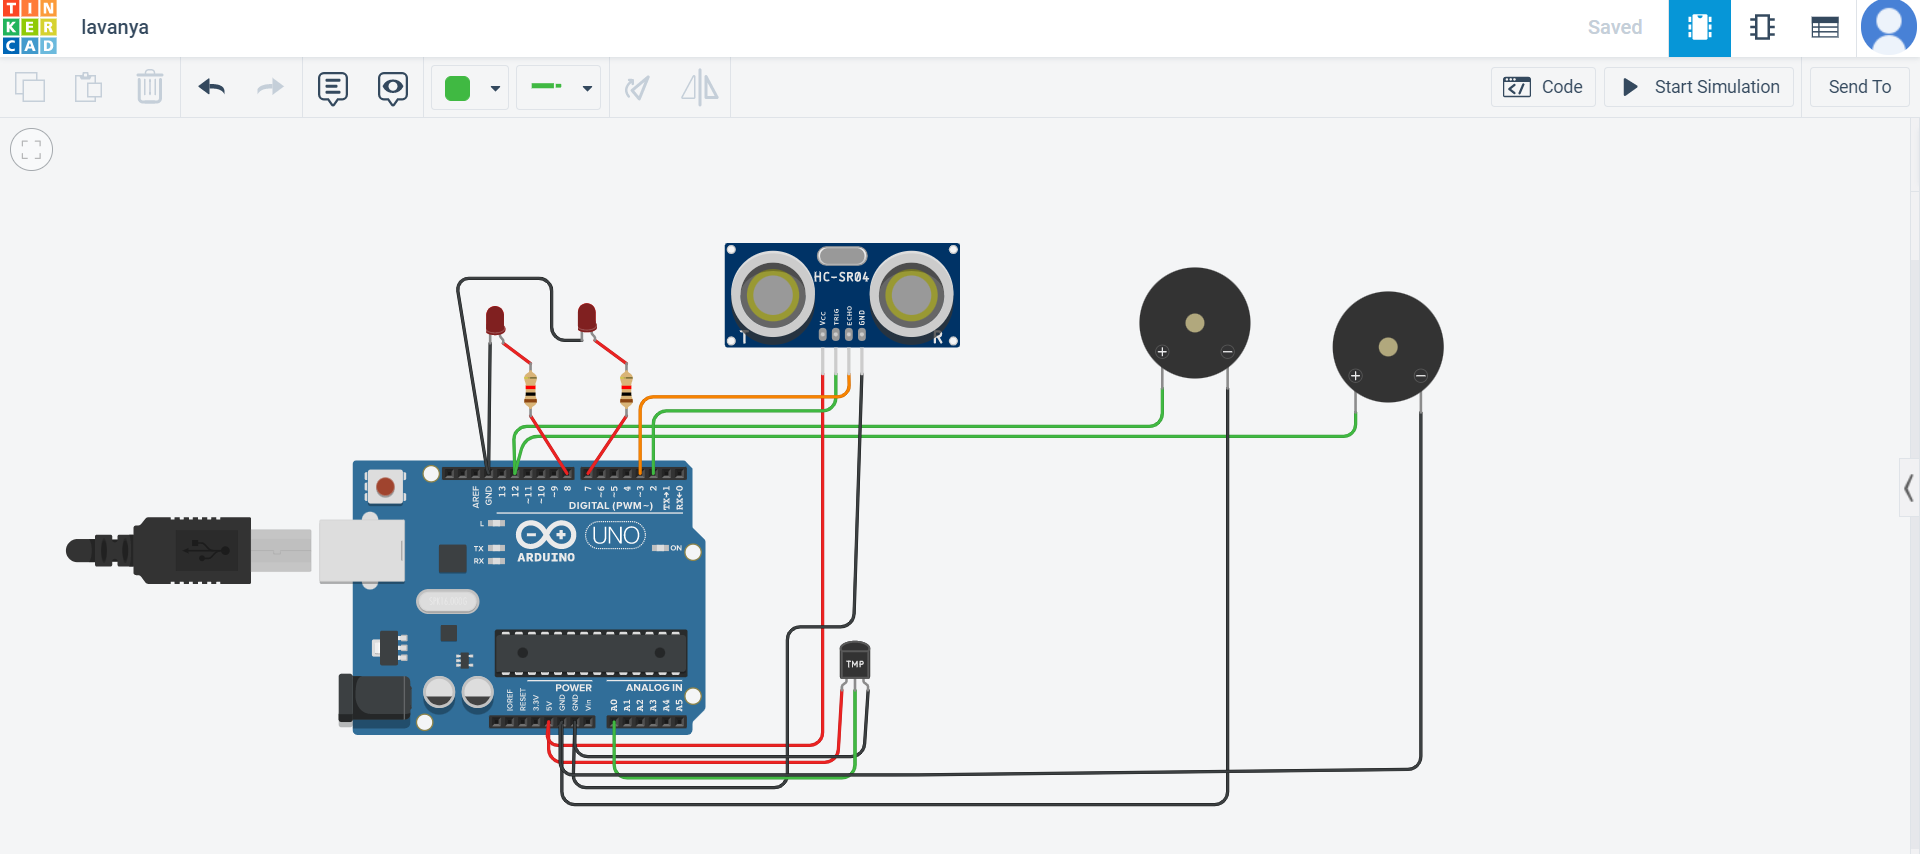 TIN
KER
CAD
lavanya
Saved
Code
Start Simulation
Send To
HC-SR04
VCC
TRIG
ECHO
GND
T
R
+
−
+
−
AREF
GND
13
12
~11
~10
~9
8
7
~6
~5
4
~3
2
TX→1
RX←0
DIGITAL (PWM~)
L
TX
RX
ARDUINO
UNO
ON
POWER
ANALOG IN
IOREF
RESET
3.3V
5V
GND
GND
Vin
A0
A1
A2
A3
A4
A5
TMP